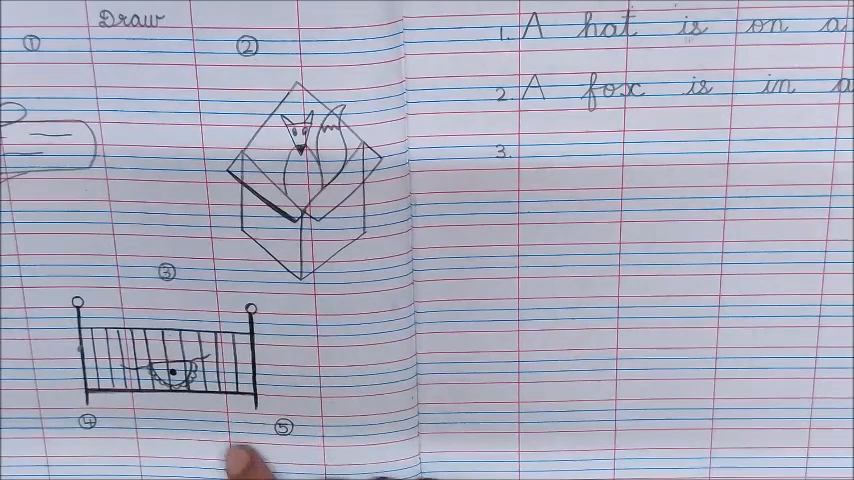 Draw
①
②
③
④
⑤
1. A hat is on a
2. A fox is in a
3.